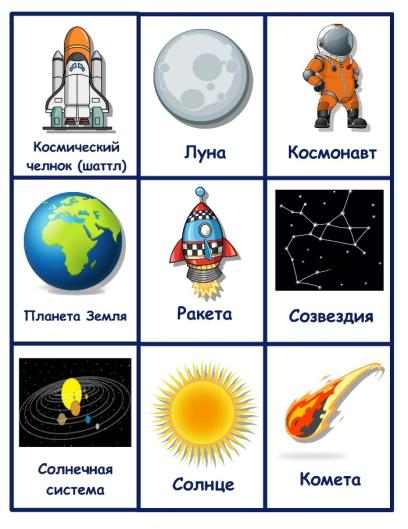 Космический
челнок (шаттл)
Луна
Космонавт
Планета Земля
Ракета
Созвездия
Солнечная
система
Солнце
Комета